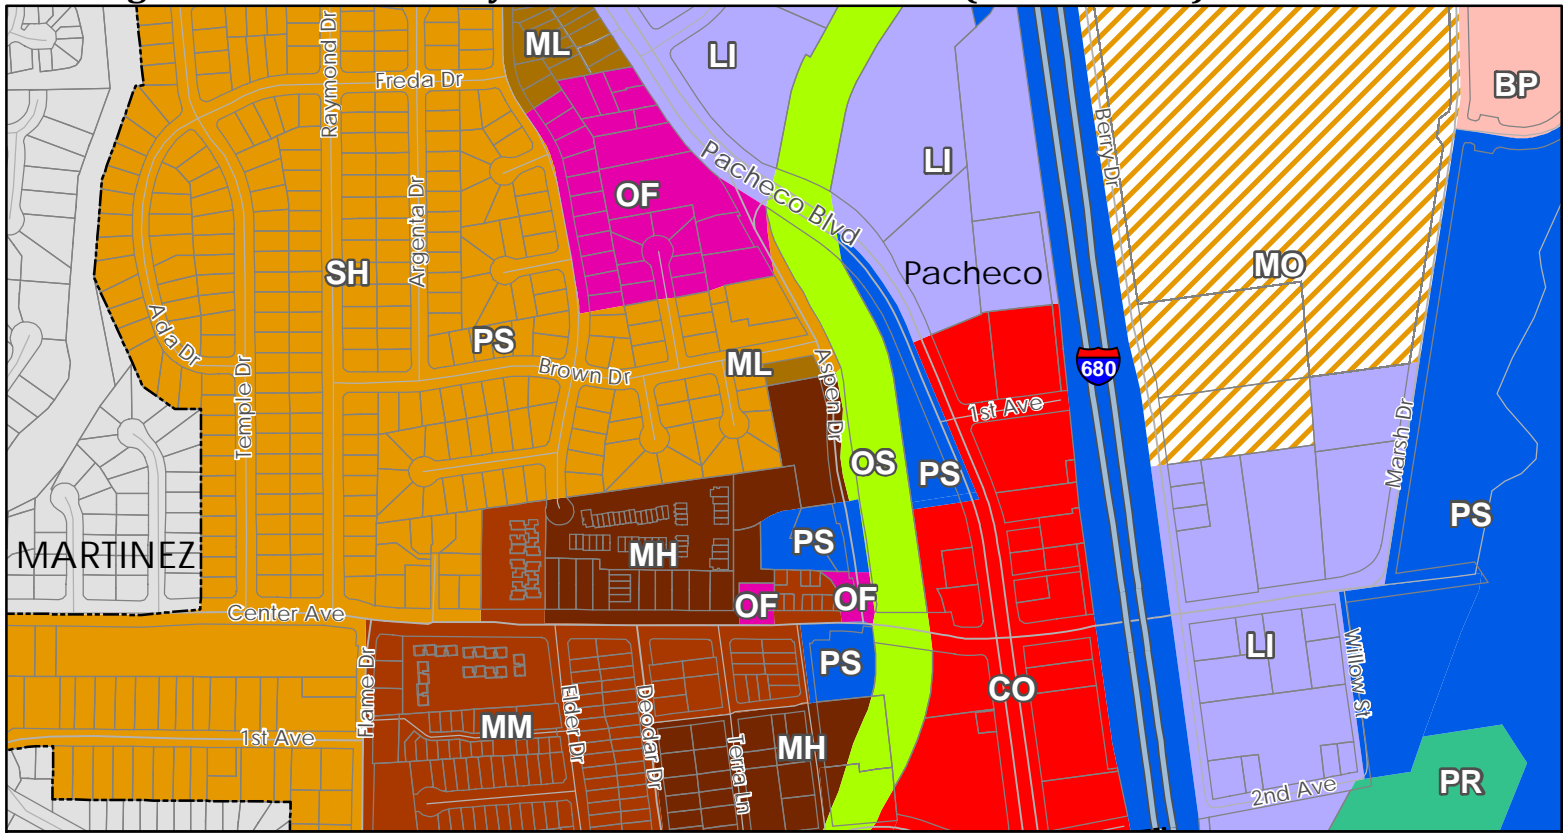 ML
LI
BP
Raymond Dr
Freda Dr
Berry Dr
LI
Pacheco Blvd
OF
Argenta Dr
SH
Pacheco
MO
Ada Dr
PS
Brown Dr
ML
Aspen Dr
680
Temple Dr
1st Ave
Marsh Dr
OS
PS
PS
MARTINEZ
MH
PS
Center Ave
OF
OF
Flame Dr
PS
LI
Willow St
CO
MM
Elder Dr
Deodar Dr
Terra Ln
MH
1st Ave
2nd Ave
PR